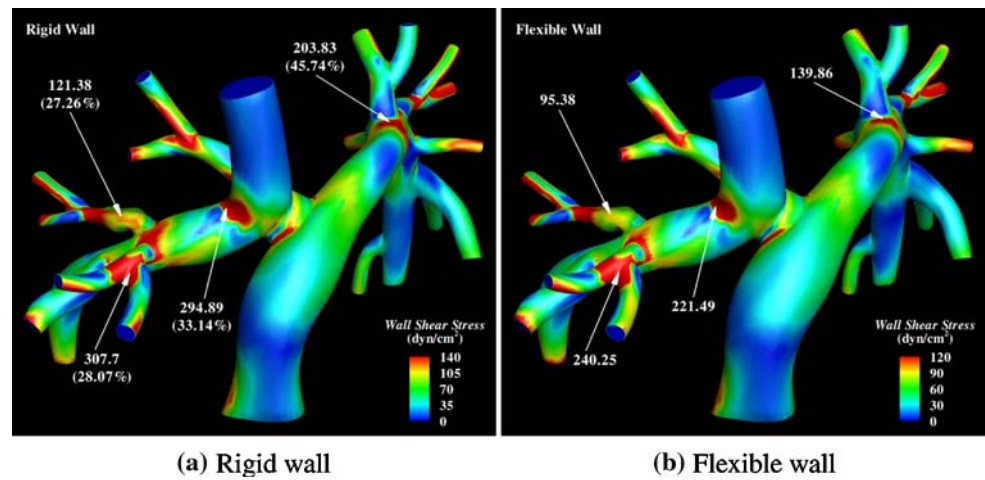 Rigid Wall
203.83
(45.74%)
121.38
(27.26%)
294.89
(33.14%)
307.7
(28.07%)
Wall Shear Stress
(dyn/cm²)
140
105
70
35
0
Flexible Wall
139.86
95.38
221.49
240.25
Wall Shear Stress
(dyn/cm²)
120
90
60
30
0
(a) Rigid wall
(b) Flexible wall